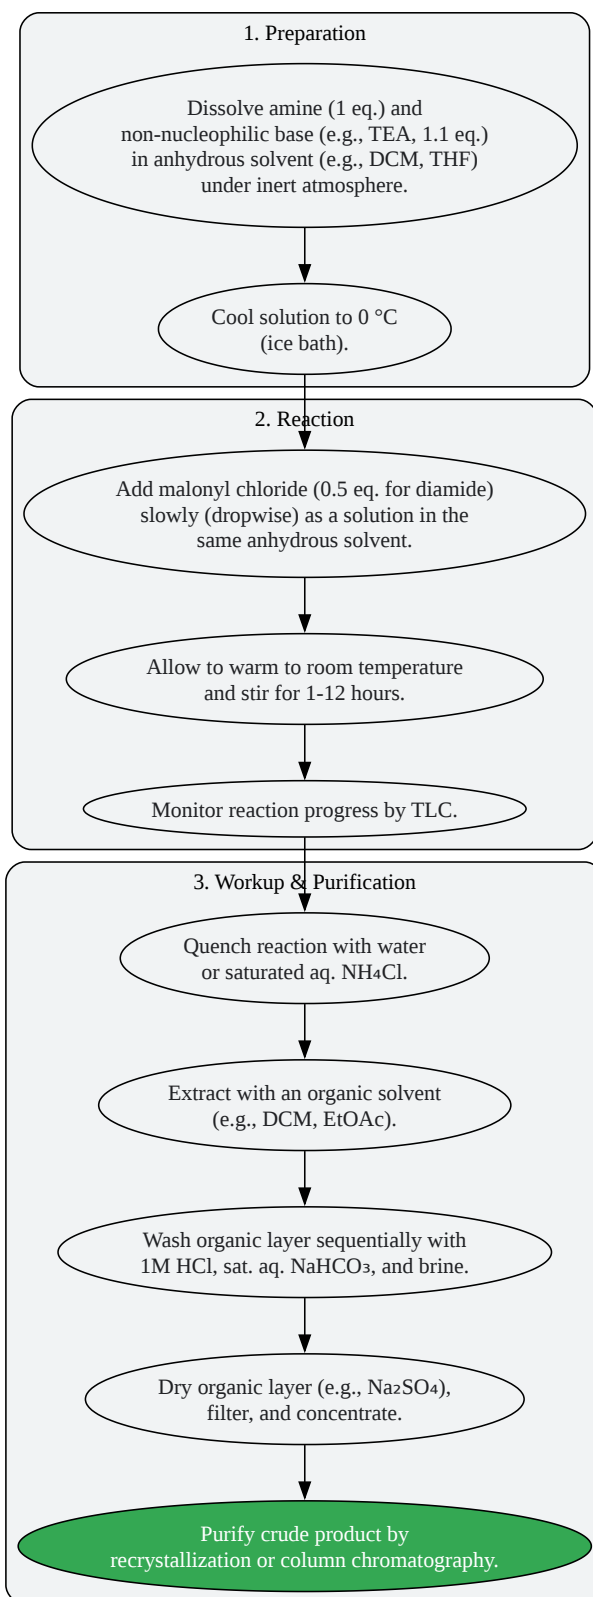 1. Preparation
Dissolve amine (1 eq.) and
non-nucleophilic base (e.g., TEA, 1.1 eq.)
in anhydrous solvent (e.g., DCM, THF)
under inert atmosphere.
Cool solution to 0 °C
(ice bath).
2. Reaction
Add malonyl chloride (0.5 eq. for diamide)
slowly (dropwise) as a solution in the
same anhydrous solvent.
Allow to warm to room temperature
and stir for 1-12 hours.
Monitor reaction progress by TLC.
3. Workup & Purification
Quench reaction with water
or saturated aq. NH₄Cl.
Extract with an organic solvent
(e.g., DCM, EtOAc).
Wash organic layer sequentially with
1M HCl, sat. aq. NaHCO₃, and brine.
Dry organic layer (e.g., Na₂SO₄),
filter, and concentrate.
Purify crude product by
recrystallization or column chromatography.